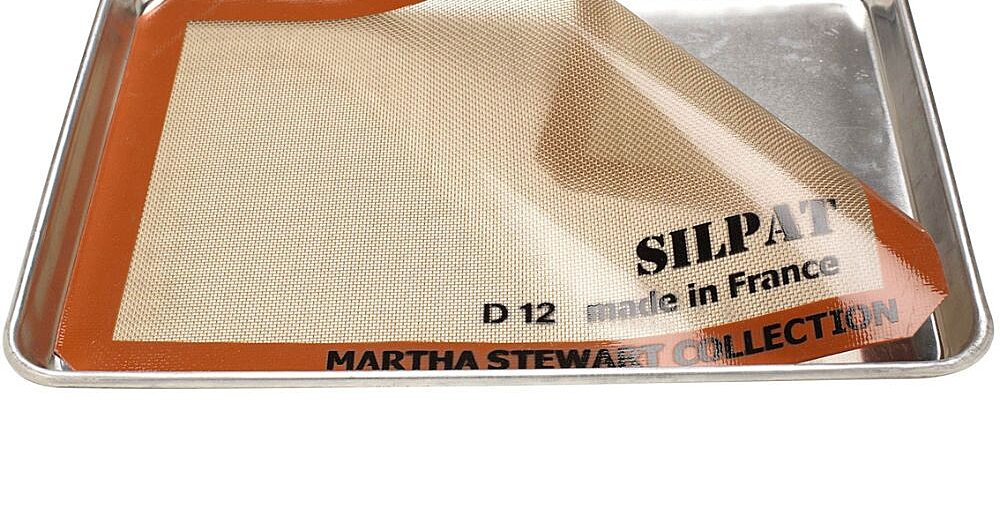 SILPAT
D 12 made in France
MARTHA STEWART COLLECTION